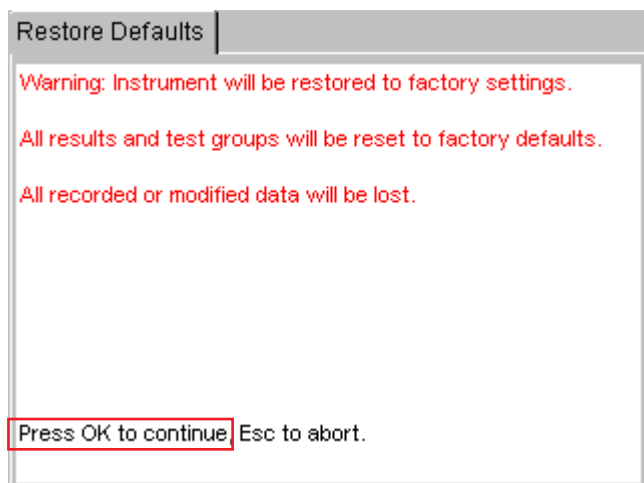 Restore Defaults
Warning: Instrument will be restored to factory settings.
All results and test groups will be reset to factory defaults.
All recorded or modified data will be lost.
Press OK to continue, Esc to abort.